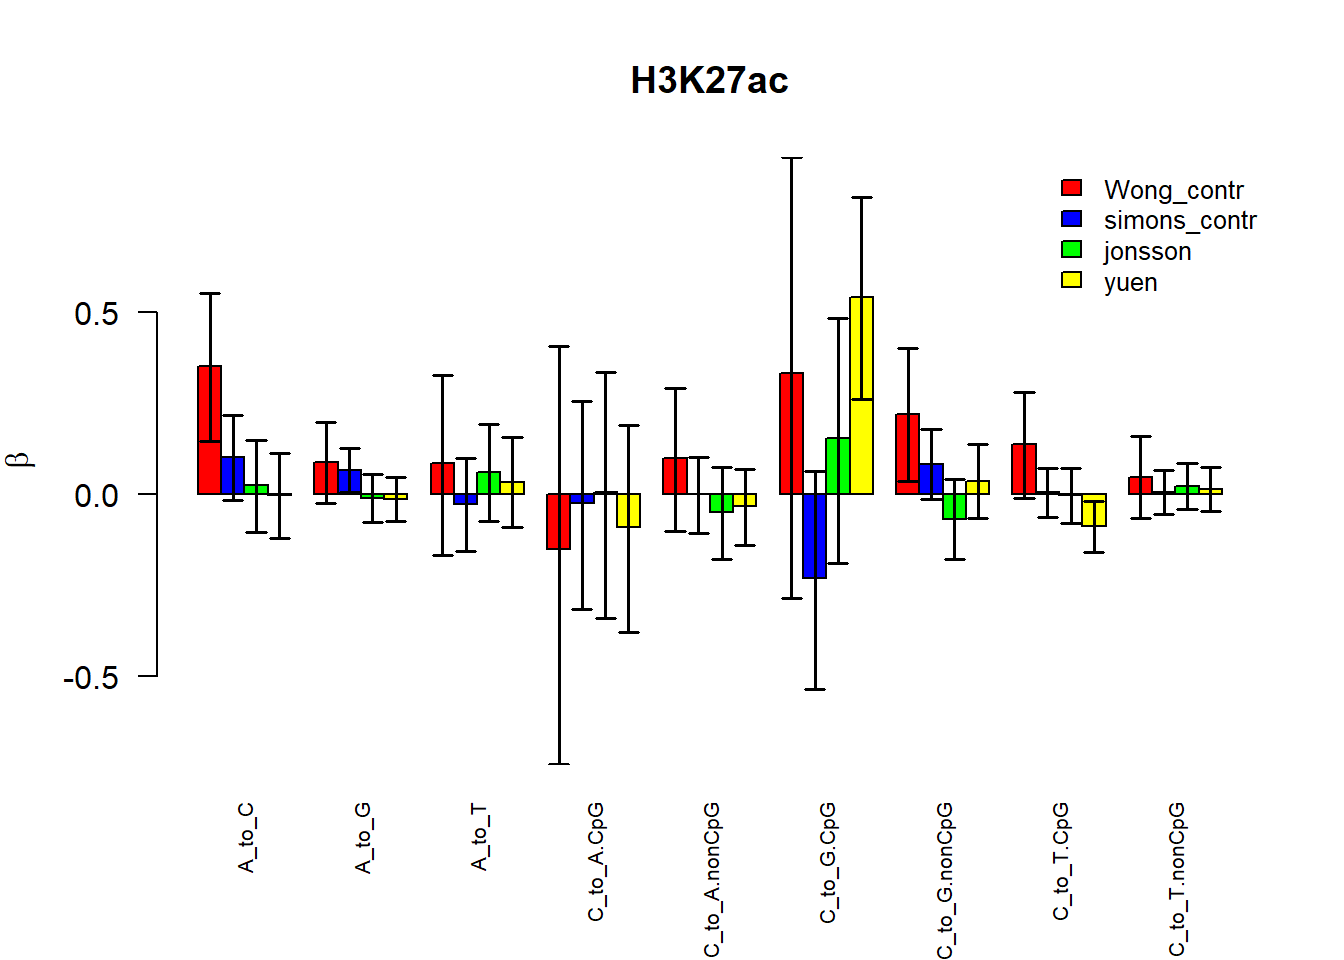 H3K27ac
Wong_contr
simons_contr
jonsson
yuen
β
0.5
0.0
-0.5
A_to_C
A_to_G
A_to_T
C_to_A.CpG
C_to_A.nonCpG
C_to_G.CpG
C_to_G.nonCpG
C_to_T.CpG
C_to_T.nonCpG